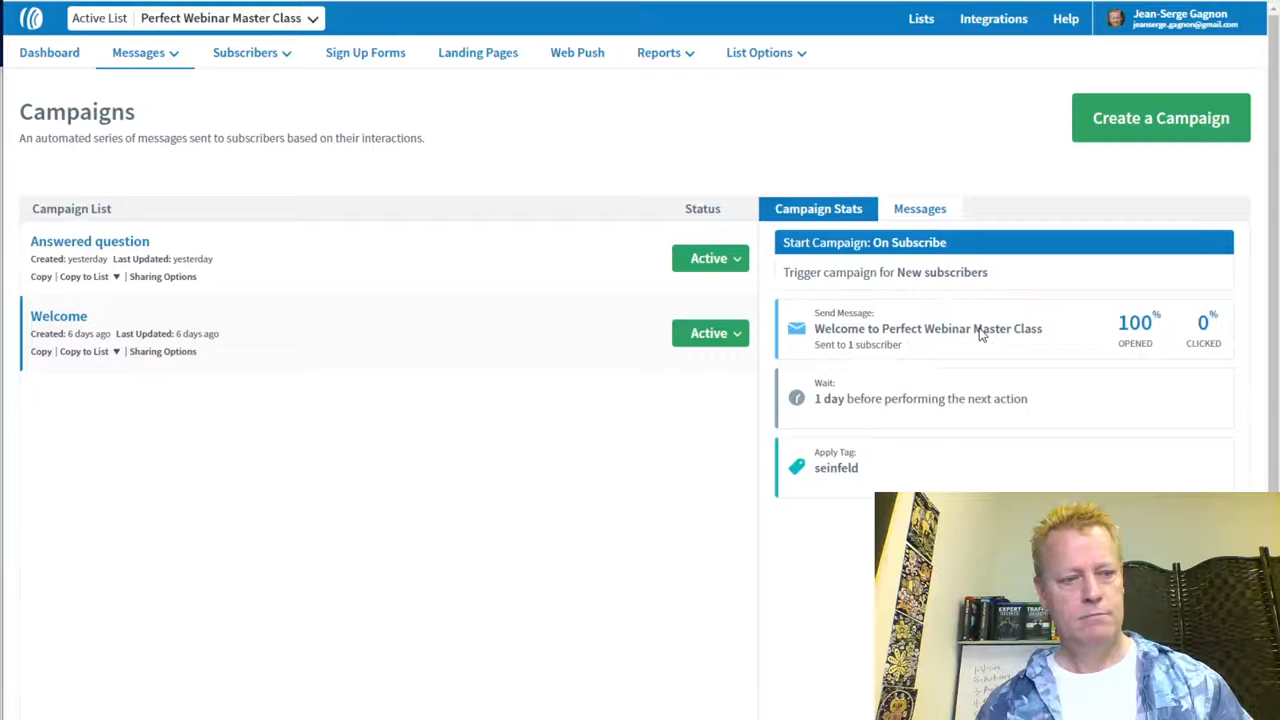 Active List Perfect Webinar Master Class
Lists Integrations Help
Jean-Serge Gagnon
jeanserge.gagnon@gmail.com
Dashboard Messages Subscribers Sign Up Forms Landing Pages Web Push Reports List Options
Campaigns
An automated series of messages sent to subscribers based on their interactions.
Create a Campaign
Campaign List Status
Campaign Stats Messages
Answered question
Created: yesterday Last Updated: yesterday
Copy | Copy to List ▼ | Sharing Options
Active
Welcome
Created: 6 days ago Last Updated: 6 days ago
Copy | Copy to List ▼ | Sharing Options
Active
Start Campaign: On Subscribe
Trigger campaign for New subscribers
Send Message:
Welcome to Perfect Webinar Master Class
Sent to 1 subscriber
100% OPENED
0% CLICKED
Wait:
1 day before performing the next action
Apply Tag:
seinfeld
EXPERT